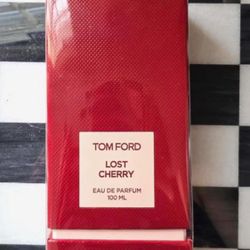 TOM FORD
LOST
CHERRY
EAU DE PARFUM
100 ML